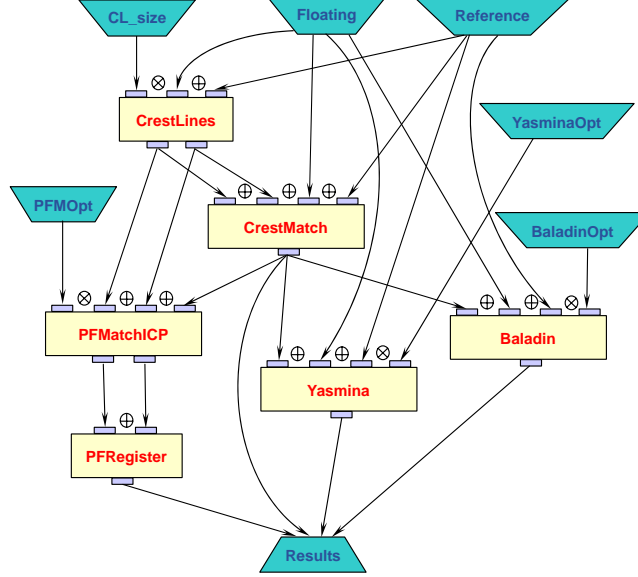 CL_size
Floating
Reference
⊗ ⊕
CrestLines
YasminaOpt
PFMOpt
⊕ ⊕ ⊕
CrestMatch
BaladinOpt
⊗ ⊕ ⊕
PFMatchICP
⊕ ⊕ ⊗
Baladin
⊕ ⊕ ⊗
Yasmina
⊕
PFRegister
Results